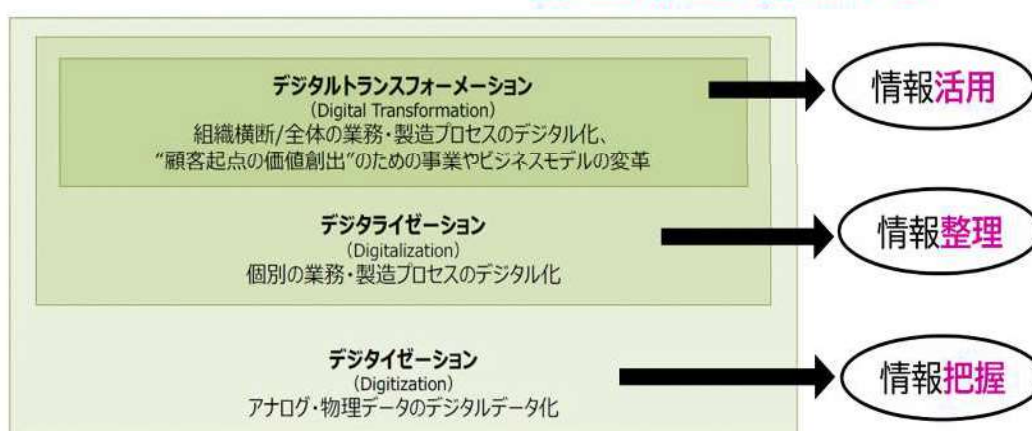 デジタルトランスフォーメーション
(Digital Transformation)
組織横断/全体の業務・製造プロセスのデジタル化、
“顧客起点の価値創出”のための事業やビジネスモデルの変革
情報活用
デジタライゼーション
(Digitalization)
個別の業務・製造プロセスのデジタル化
情報整理
デジタイゼーション
(Digitization)
アナログ・物理データのデジタルデータ化
情報把握